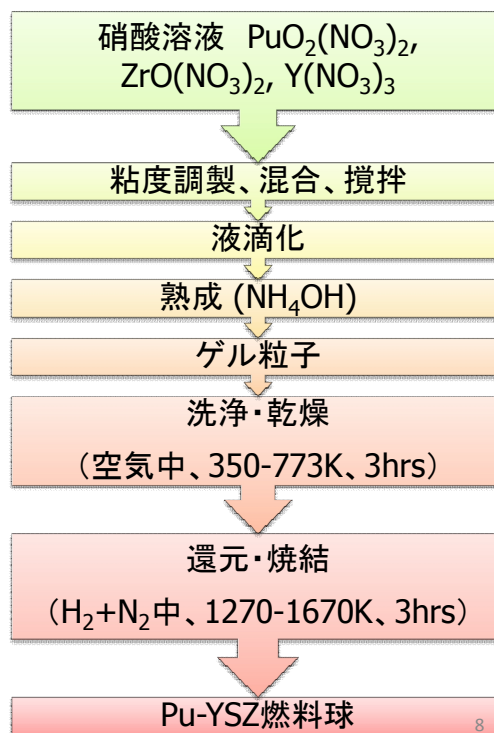 硝酸溶液 PuO₂(NO₃)₂,
ZrO(NO₃)₂, Y(NO₃)₃
粘度調製、混合、撹拌
液滴化
熟成 (NH₄OH)
ゲル粒子
洗浄・乾燥
（空気中、350-773K、3hrs）
還元・焼結
（H₂+N₂中、1270-1670K、3hrs）
Pu-YSZ燃料球
8